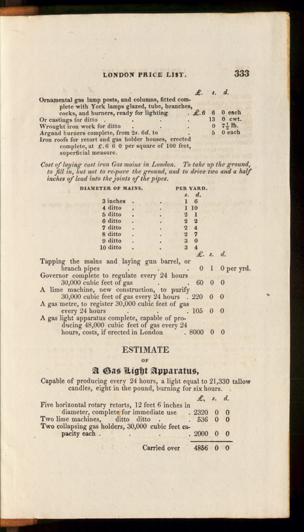 LONDON PRICE LIST. 333
£. s. d.
Ornamental gas lamp posts, and columns, fitted com-
plete with York lamps glazed, tube, branches,
cocks, and burners, ready for lighting . £.6 6 0 each
Or castings for ditto . . . . 13 0 cwt.
Wrought iron work for ditto . . . 0 7½ lb.
Argand burners complete, from 2s. 6d. to . 5 0 each
Iron roofs for retort and gas holder houses, erected
complete, at £.6 6 0 per square of 100 feet,
superficial measure.
Cost of laying cast iron Gas mains in London. To take up the ground,
to fill in, but not to re-pave the ground, and to drive two and a half
inches of lead into the joints of the pipes.
DIAMETER OF MAINS. PER YARD.
s. d.
3 inches . . 1 6
4 ditto . . 1 10
5 ditto . . 2 1
6 ditto . . 2 2
7 ditto . . 2 4
8 ditto . . 2 7
9 ditto . . 3 0
10 ditto . . 3 4
£. s. d.
Tapping the mains and laying gun barrel, or
branch pipes . . . . 0 1 0 per yrd.
Governor complete to regulate every 24 hours
30,000 cubic feet of gas . . . 60 0 0
A lime machine, new construction, to purify
30,000 cubic feet of gas every 24 hours . 220 0 0
A gas metre, to register 30,000 cubic feet of gas
every 24 hours . . . . 105 0 0
A gas light apparatus complete, capable of pro-
ducing 48,000 cubic feet of gas every 24
hours, costs, if erected in London . 8000 0 0
ESTIMATE
OF
A Gas Light Apparatus,
Capable of producing every 24 hours, a light equal to 21,330 tallow
candles, eight in the pound, burning for six hours.
£. s. d.
Five horizontal rotary retorts, 12 feet 6 inches in
diameter, complete for immediate use . 2320 0 0
Two lime machines, ditto ditto . . 536 0 0
Two collapsing gas holders, 30,000 cubic feet ca-
pacity each . . . . . 2000 0 0
Carried over 4856 0 0